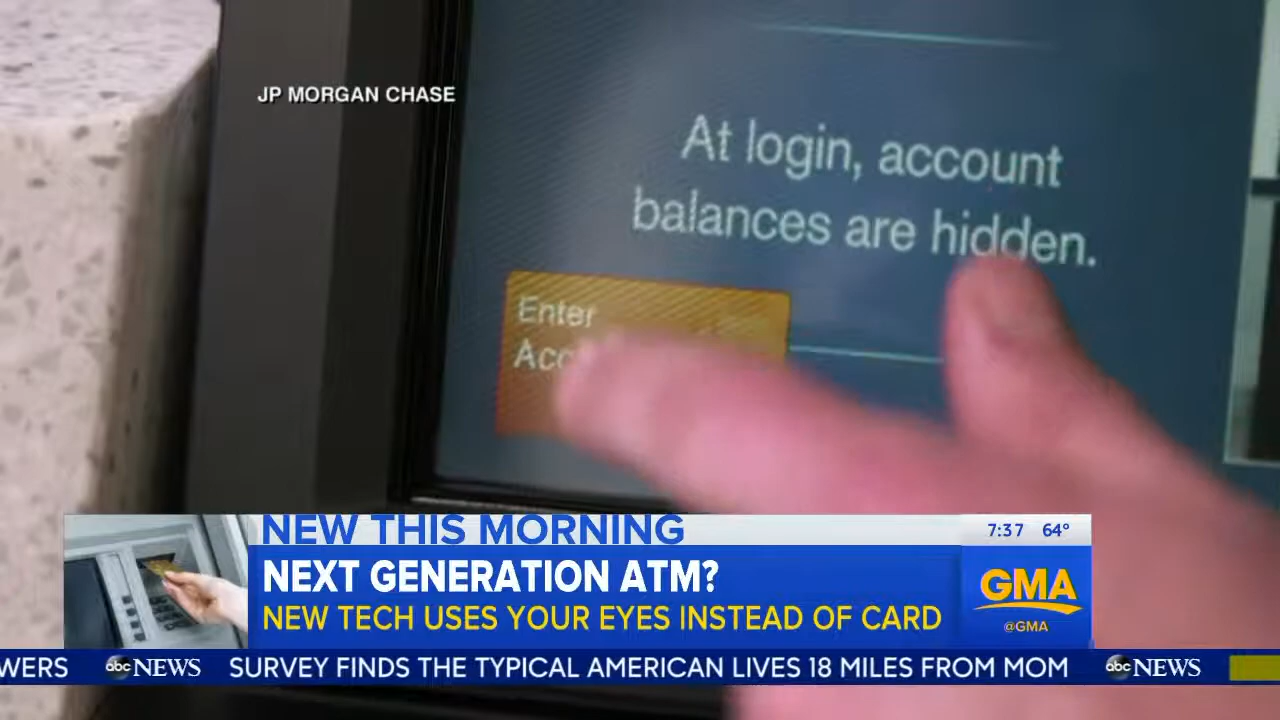 JP MORGAN CHASE
At login, account
balances are hidden.
Enter
NEW THIS MORNING
7:37 64°
NEXT GENERATION ATM?
NEW TECH USES YOUR EYES INSTEAD OF CARD
GMA
@GMA
WERS abc NEWS SURVEY FINDS THE TYPICAL AMERICAN LIVES 18 MILES FROM MOM abc NEWS